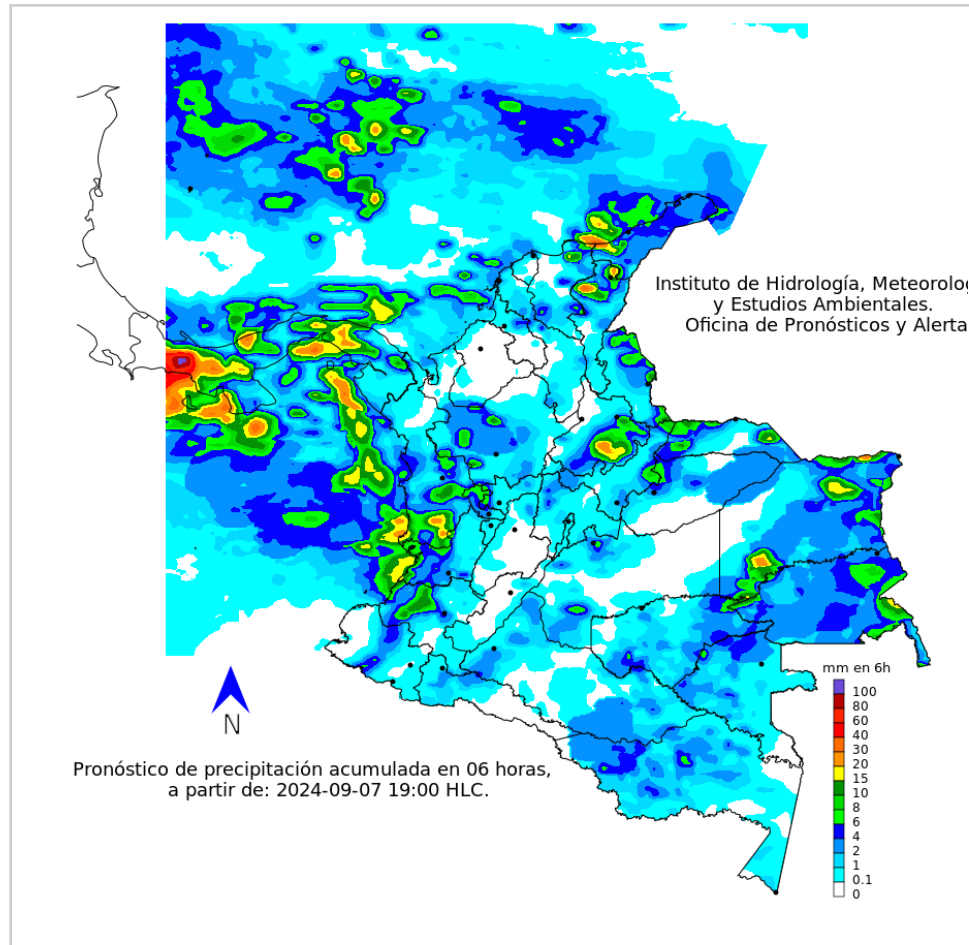 Instituto de Hidrología, Meteorolog
y Estudios Ambientales.
Oficina de Pronósticos y Alerta
mm en 6h
100
80
60
40
30
20
15
10
8
6
4
2
1
0.1
0
N
Pronóstico de precipitación acumulada en 06 horas,
a partir de: 2024-09-07 19:00 HLC.